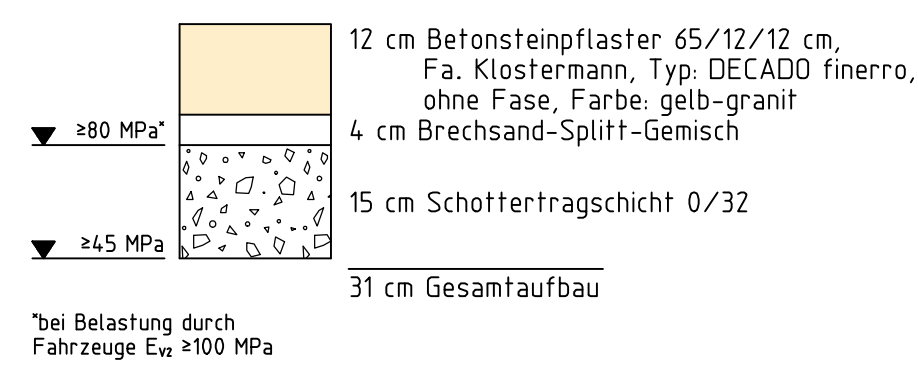 12 cm Betonsteinpflaster 65/12/12 cm,
Fa. Klostermann, Typ: DECADO finerro,
ohne Fase, Farbe: gelb-granit
≥80 MPa*
4 cm Brechsand-Splitt-Gemisch
15 cm Schottertragschicht 0/32
≥45 MPa
31 cm Gesamtaufbau
*bei Belastung durch
Fahrzeuge Ev2 ≥100 MPa